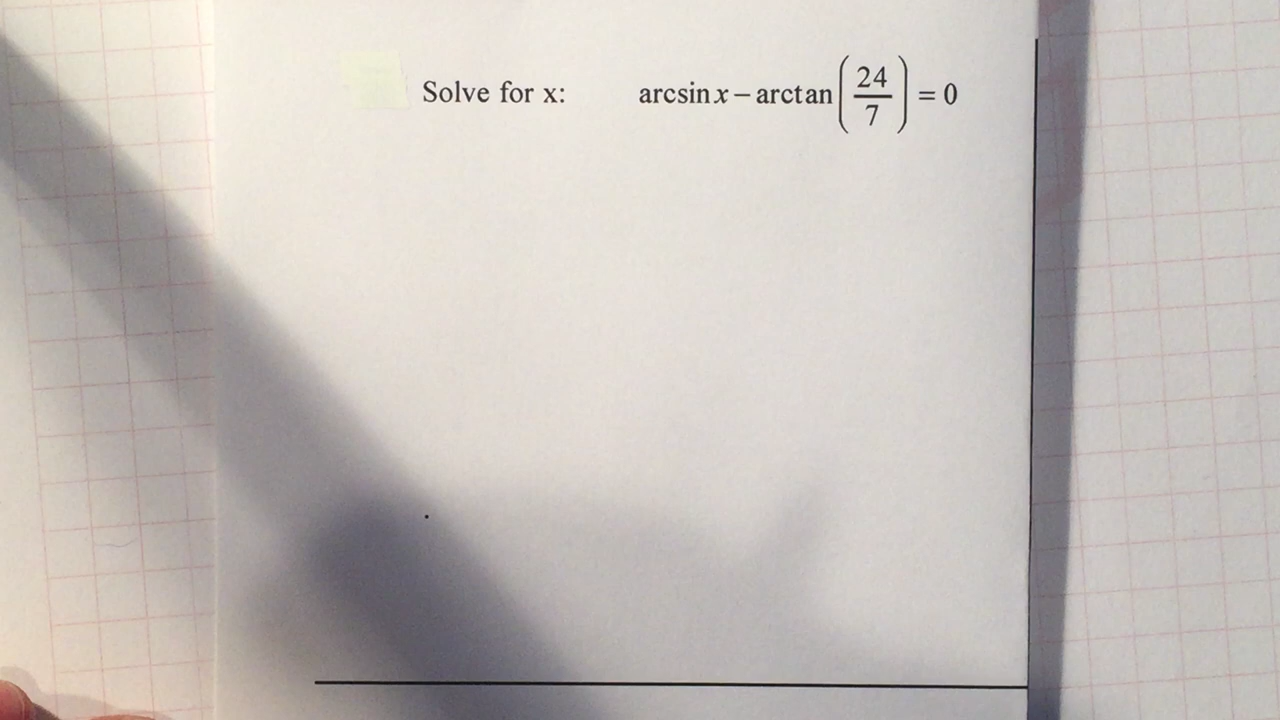 Solve for x: arcsin x − arctan(24/7) = 0